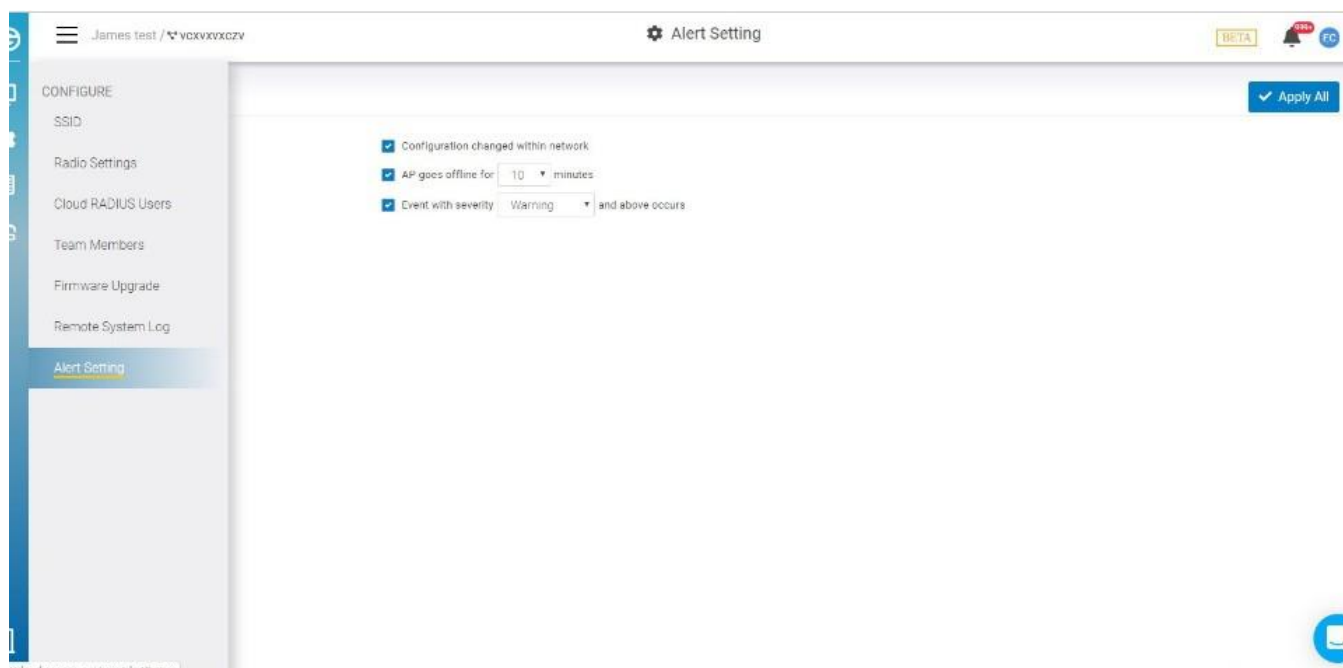 James test / vcxvxvxczv
Alert Setting
BETA
FC
CONFIGURE
Apply All
SSID
Configuration changed within network
Radio Settings
AP goes offline for 10 minutes
Cloud RADIUS Users
Event with severity Warning and above occurs
Team Members
Firmware Upgrade
Remote System Log
Alert Setting